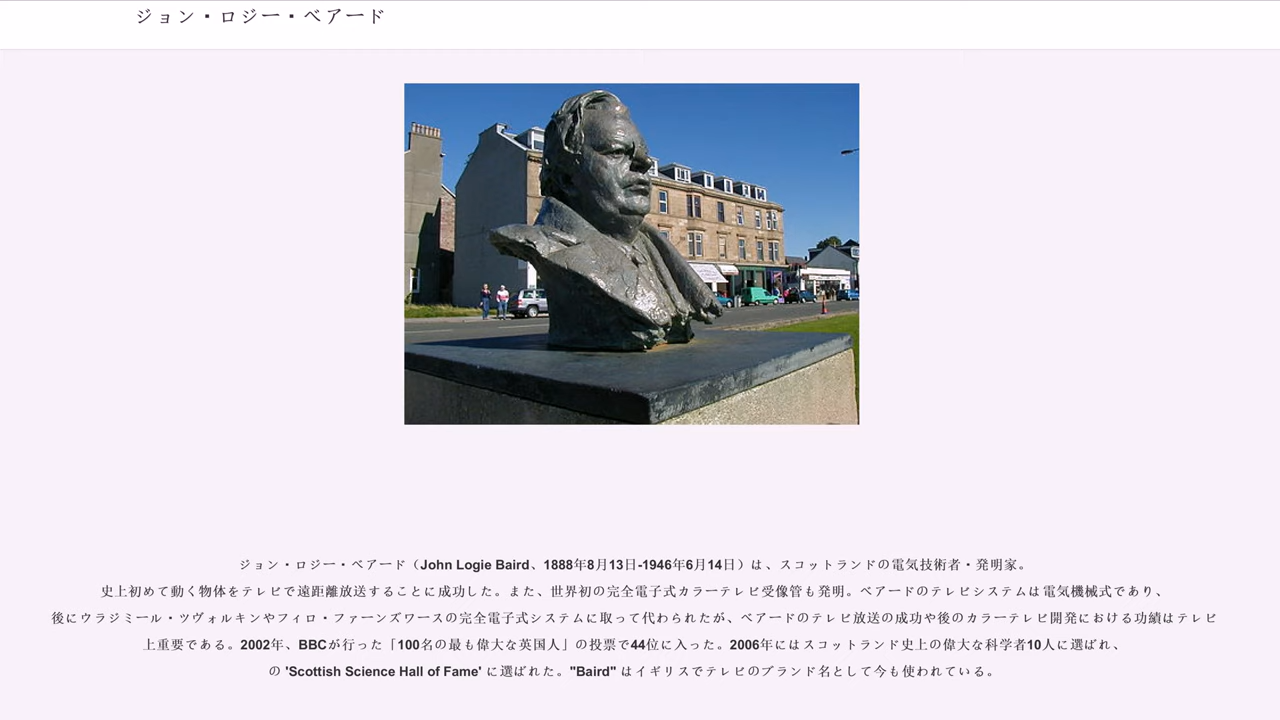 ジョン・ロジー・ベアード
ジョン・ロジー・ベアード（John Logie Baird、1888年8月13日-1946年6月14日）は、スコットランドの電気技術者・発明家。
史上初めて動く物体をテレビで遠距離放送することに成功した。また、世界初の完全電子式カラーテレビ受像管も発明。ベアードのテレビシステムは電気機械式であり、
後にウラジミール・ツヴォルキンやフィロ・ファーンズワースの完全電子式システムに取って代わられたが、ベアードのテレビ放送の成功や後のカラーテレビ開発における功績はテレビ
上重要である。2002年、BBCが行った「100名の最も偉大な英国人」の投票で44位に入った。2006年にはスコットランド史上の偉大な科学者10人に選ばれ、
の 'Scottish Science Hall of Fame' に選ばれた。"Baird" はイギリスでテレビのブランド名として今も使われている。